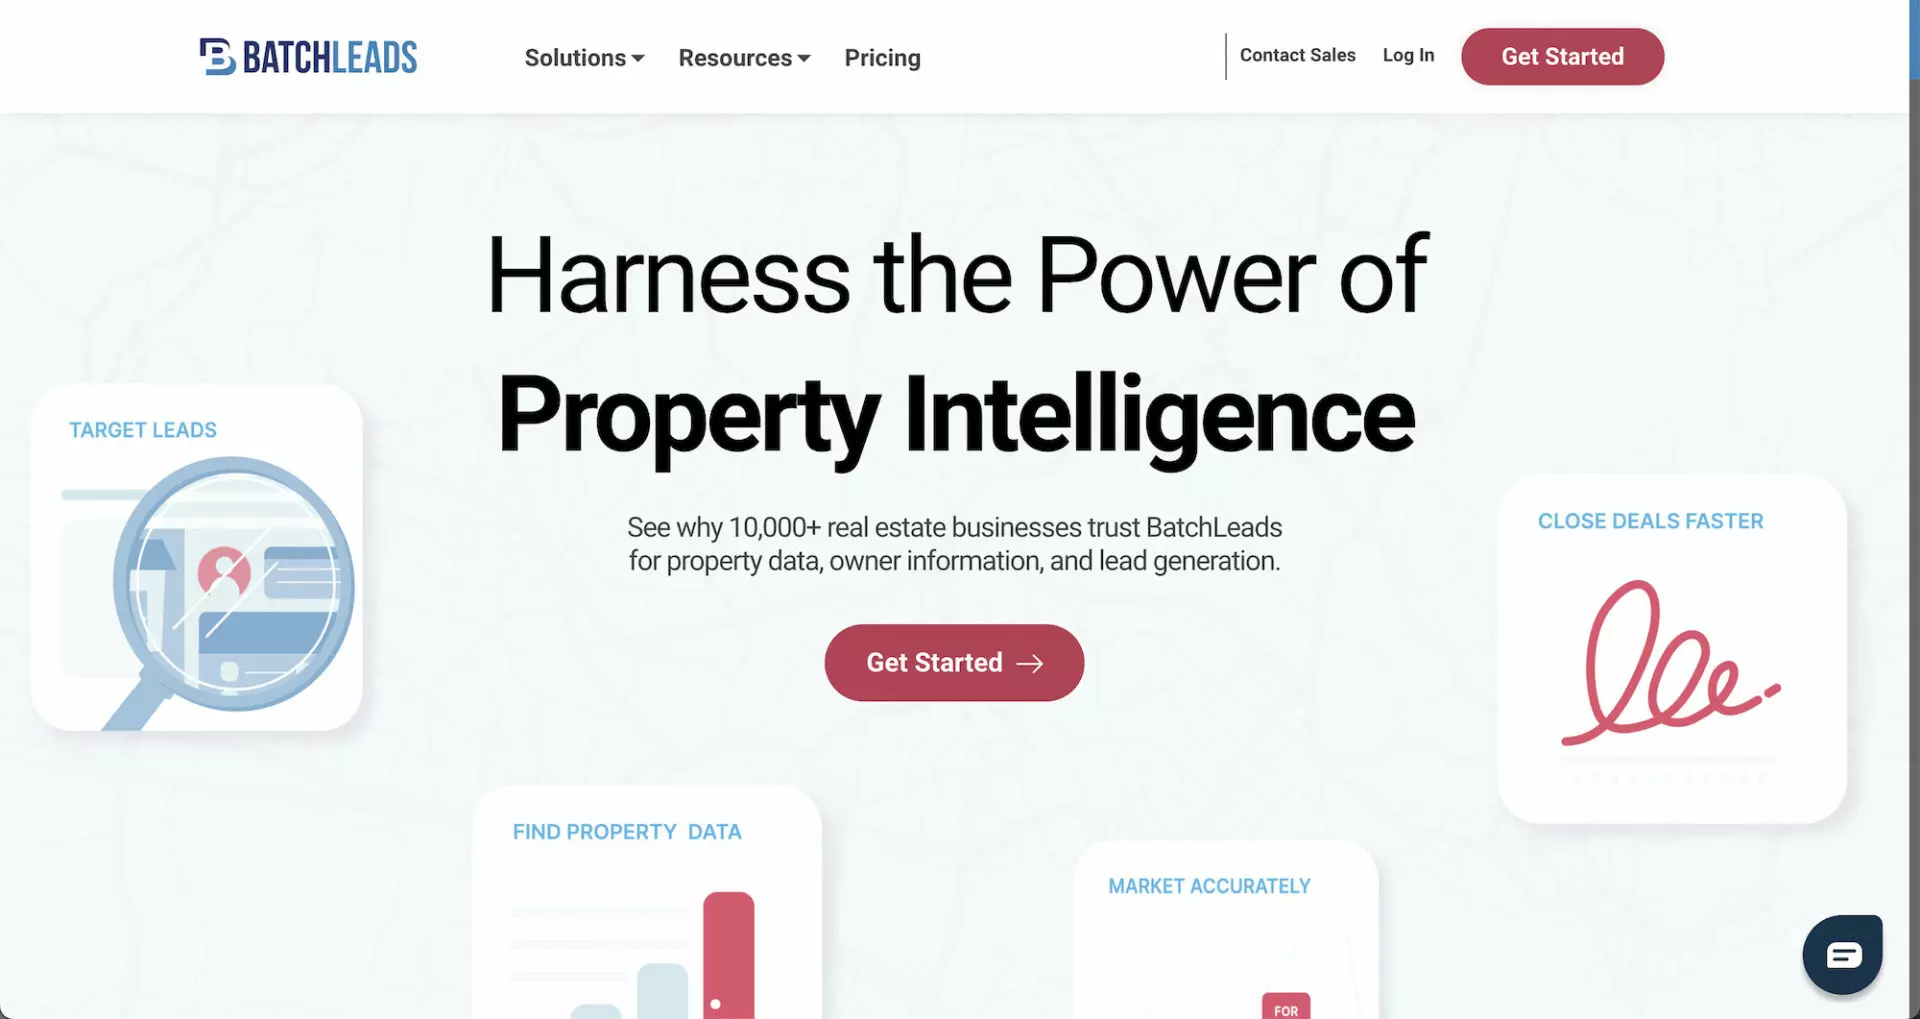 BATCHLEADS
Solutions
Resources
Pricing
Contact Sales
Log In
Get Started
Harness the Power of
Property Intelligence
See why 10,000+ real estate businesses trust BatchLeads
for property data, owner information, and lead generation.
Get Started
TARGET LEADS
CLOSE DEALS FASTER
FIND PROPERTY DATA
MARKET ACCURATELY
FOR